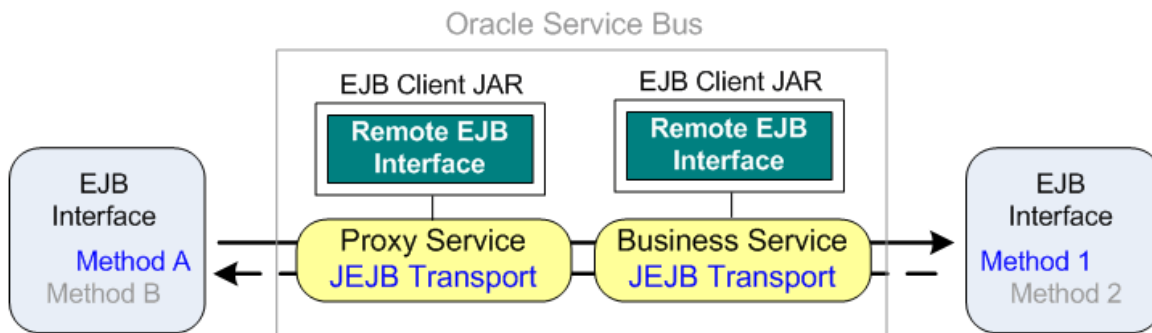 Oracle Service Bus
EJB Client JAR
Remote EJB
Interface
EJB Client JAR
Remote EJB
Interface
EJB
Interface
Method A
Method B
Proxy Service
JEJB Transport
Business Service
JEJB Transport
EJB
Interface
Method 1
Method 2